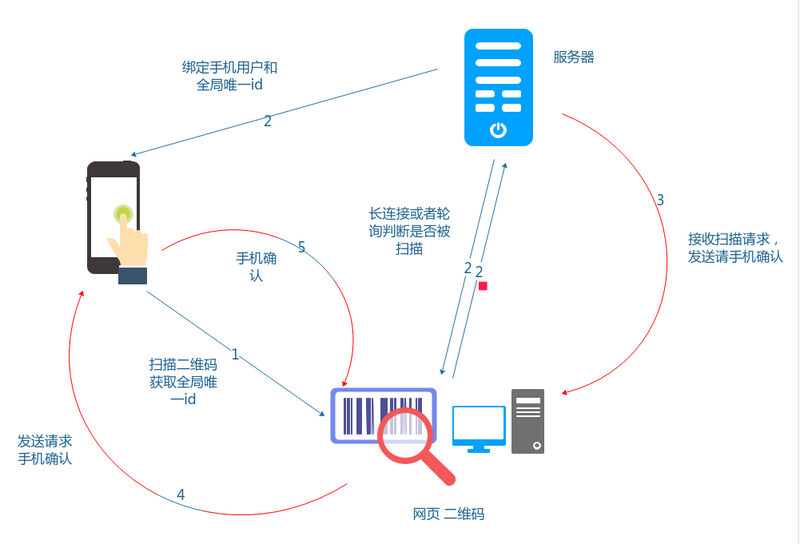 绑定手机用户和
全局唯一id
服务器
2
3
长连接或者轮
询判断是否被
扫描
接收扫描请求，
发送请手机确认
5
手机确
认
2
2
1
扫描二维码
获取全局唯
一id
发送请求
手机确认
4
网页 二维码